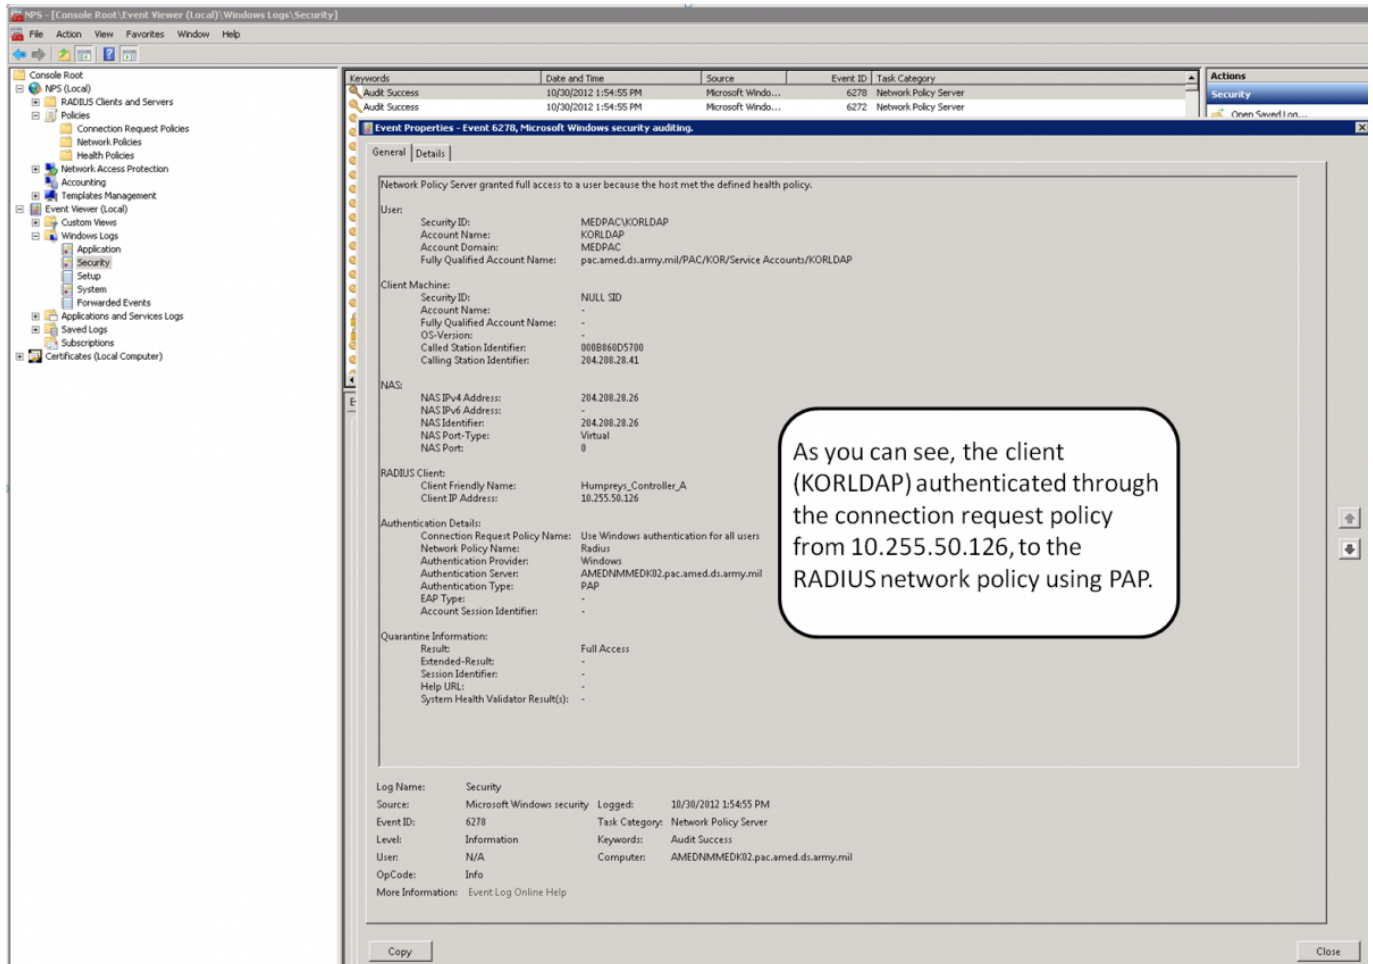 NPS - [Console Root\Event Viewer (Local)\Windows Logs\Security]
File Action View Favorites Window Help
Console Root
NPS (Local)
RADIUS Clients and Servers
Policies
Connection Request Policies
Network Policies
Health Policies
Network Access Protection
Accounting
Templates Management
Event Viewer (Local)
Custom Views
Windows Logs
Application
Security
Setup
System
Forwarded Events
Applications and Services Logs
Saved Logs
Subscriptions
Certificates (Local Computer)
Keywords Date and Time Source Event ID Task Category
Audit Success 10/30/2012 1:54:55 PM Microsoft Windo... 6278 Network Policy Server
Audit Success 10/30/2012 1:54:55 PM Microsoft Windo... 6272 Network Policy Server
Actions
Security
Open Saved Log...
Event Properties - Event 6278, Microsoft Windows security auditing.
General Details
Network Policy Server granted full access to a user because the host met the defined health policy.
User:
Security ID: MEDPAC\KORLDAP
Account Name: KORLDAP
Account Domain: MEDPAC
Fully Qualified Account Name: pac.amed.ds.army.mil/PAC/KOR/Service Accounts/KORLDAP
Client Machine:
Security ID: NULL SID
Account Name: -
Fully Qualified Account Name: -
OS-Version: -
Called Station Identifier: 000B860D5700
Calling Station Identifier: 204.208.28.41
NAS:
NAS IPv4 Address: 204.208.28.26
NAS IPv6 Address: -
NAS Identifier: 204.208.28.26
NAS Port-Type: Virtual
NAS Port: 0
RADIUS Client:
Client Friendly Name: Humpreys_Controller_A
Client IP Address: 10.255.50.126
Authentication Details:
Connection Request Policy Name: Use Windows authentication for all users
Network Policy Name: Radius
Authentication Provider: Windows
Authentication Server: AMEDNMMEDK02.pac.amed.ds.army.mil
Authentication Type: PAP
EAP Type: -
Account Session Identifier: -
Quarantine Information:
Result: Full Access
Extended-Result: -
Session Identifier: -
Help URL: -
System Health Validator Result(s): -
As you can see, the client
(KORLDAP) authenticated through
the connection request policy
from 10.255.50.126, to the
RADIUS network policy using PAP.
Log Name: Security
Source: Microsoft Windows security Logged: 10/30/2012 1:54:55 PM
Event ID: 6278 Task Category: Network Policy Server
Level: Information Keywords: Audit Success
User: N/A Computer: AMEDNMMEDK02.pac.amed.ds.army.mil
OpCode: Info
More Information: Event Log Online Help
Copy Close